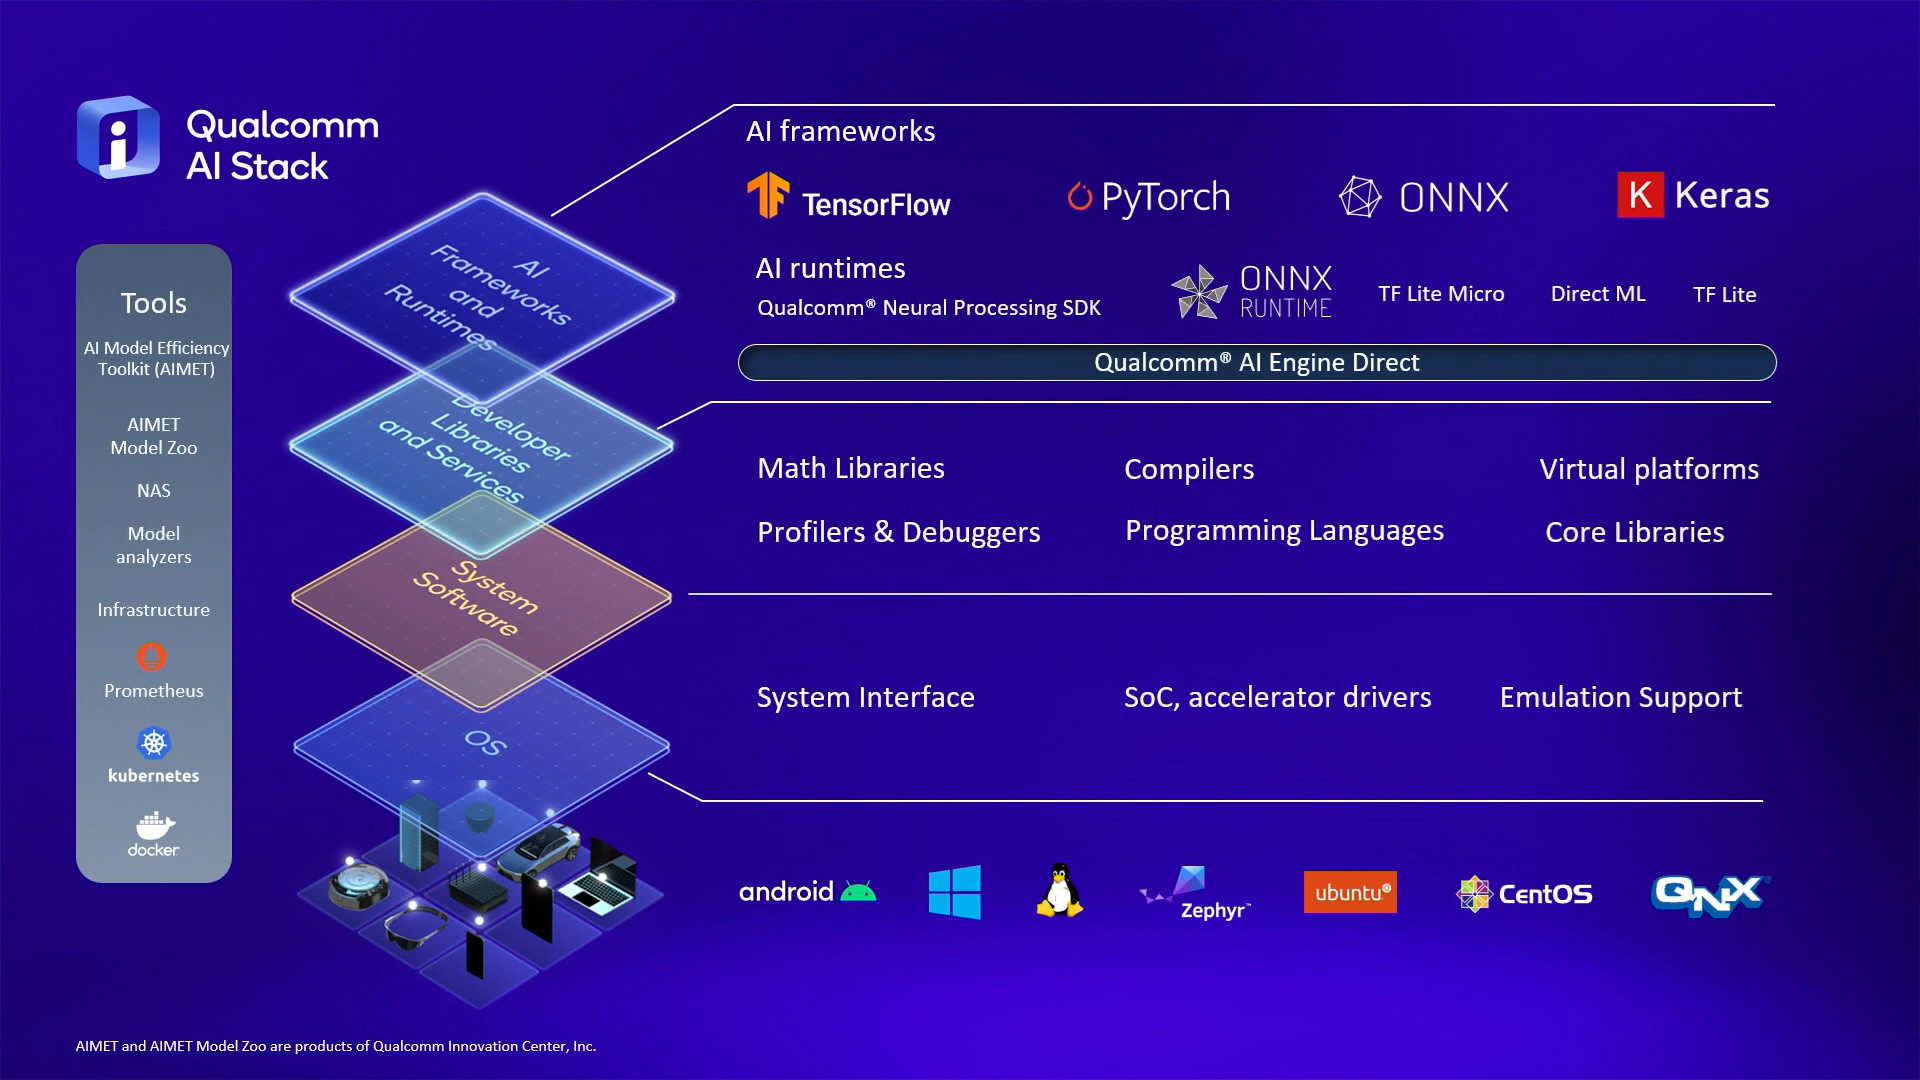 Qualcomm
AI Stack
Tools
AI Model Efficiency
Toolkit (AIMET)
AIMET
Model Zoo
NAS
Model
analyzers
Infrastructure
Prometheus
kubernetes
docker
AI
Frameworks
and
Runtimes
Developer
Libraries
and Services
System
Software
OS
AI frameworks
TensorFlow
PyTorch
ONNX
K Keras
AI runtimes
Qualcomm® Neural Processing SDK
ONNX
RUNTIME
TF Lite Micro
Direct ML
TF Lite
Qualcomm® AI Engine Direct
Math Libraries
Compilers
Virtual platforms
Profilers & Debuggers
Programming Languages
Core Libraries
System Interface
SoC, accelerator drivers
Emulation Support
android
Zephyr™
ubuntu®
CentOS
QNX
AIMET and AIMET Model Zoo are products of Qualcomm Innovation Center, Inc.